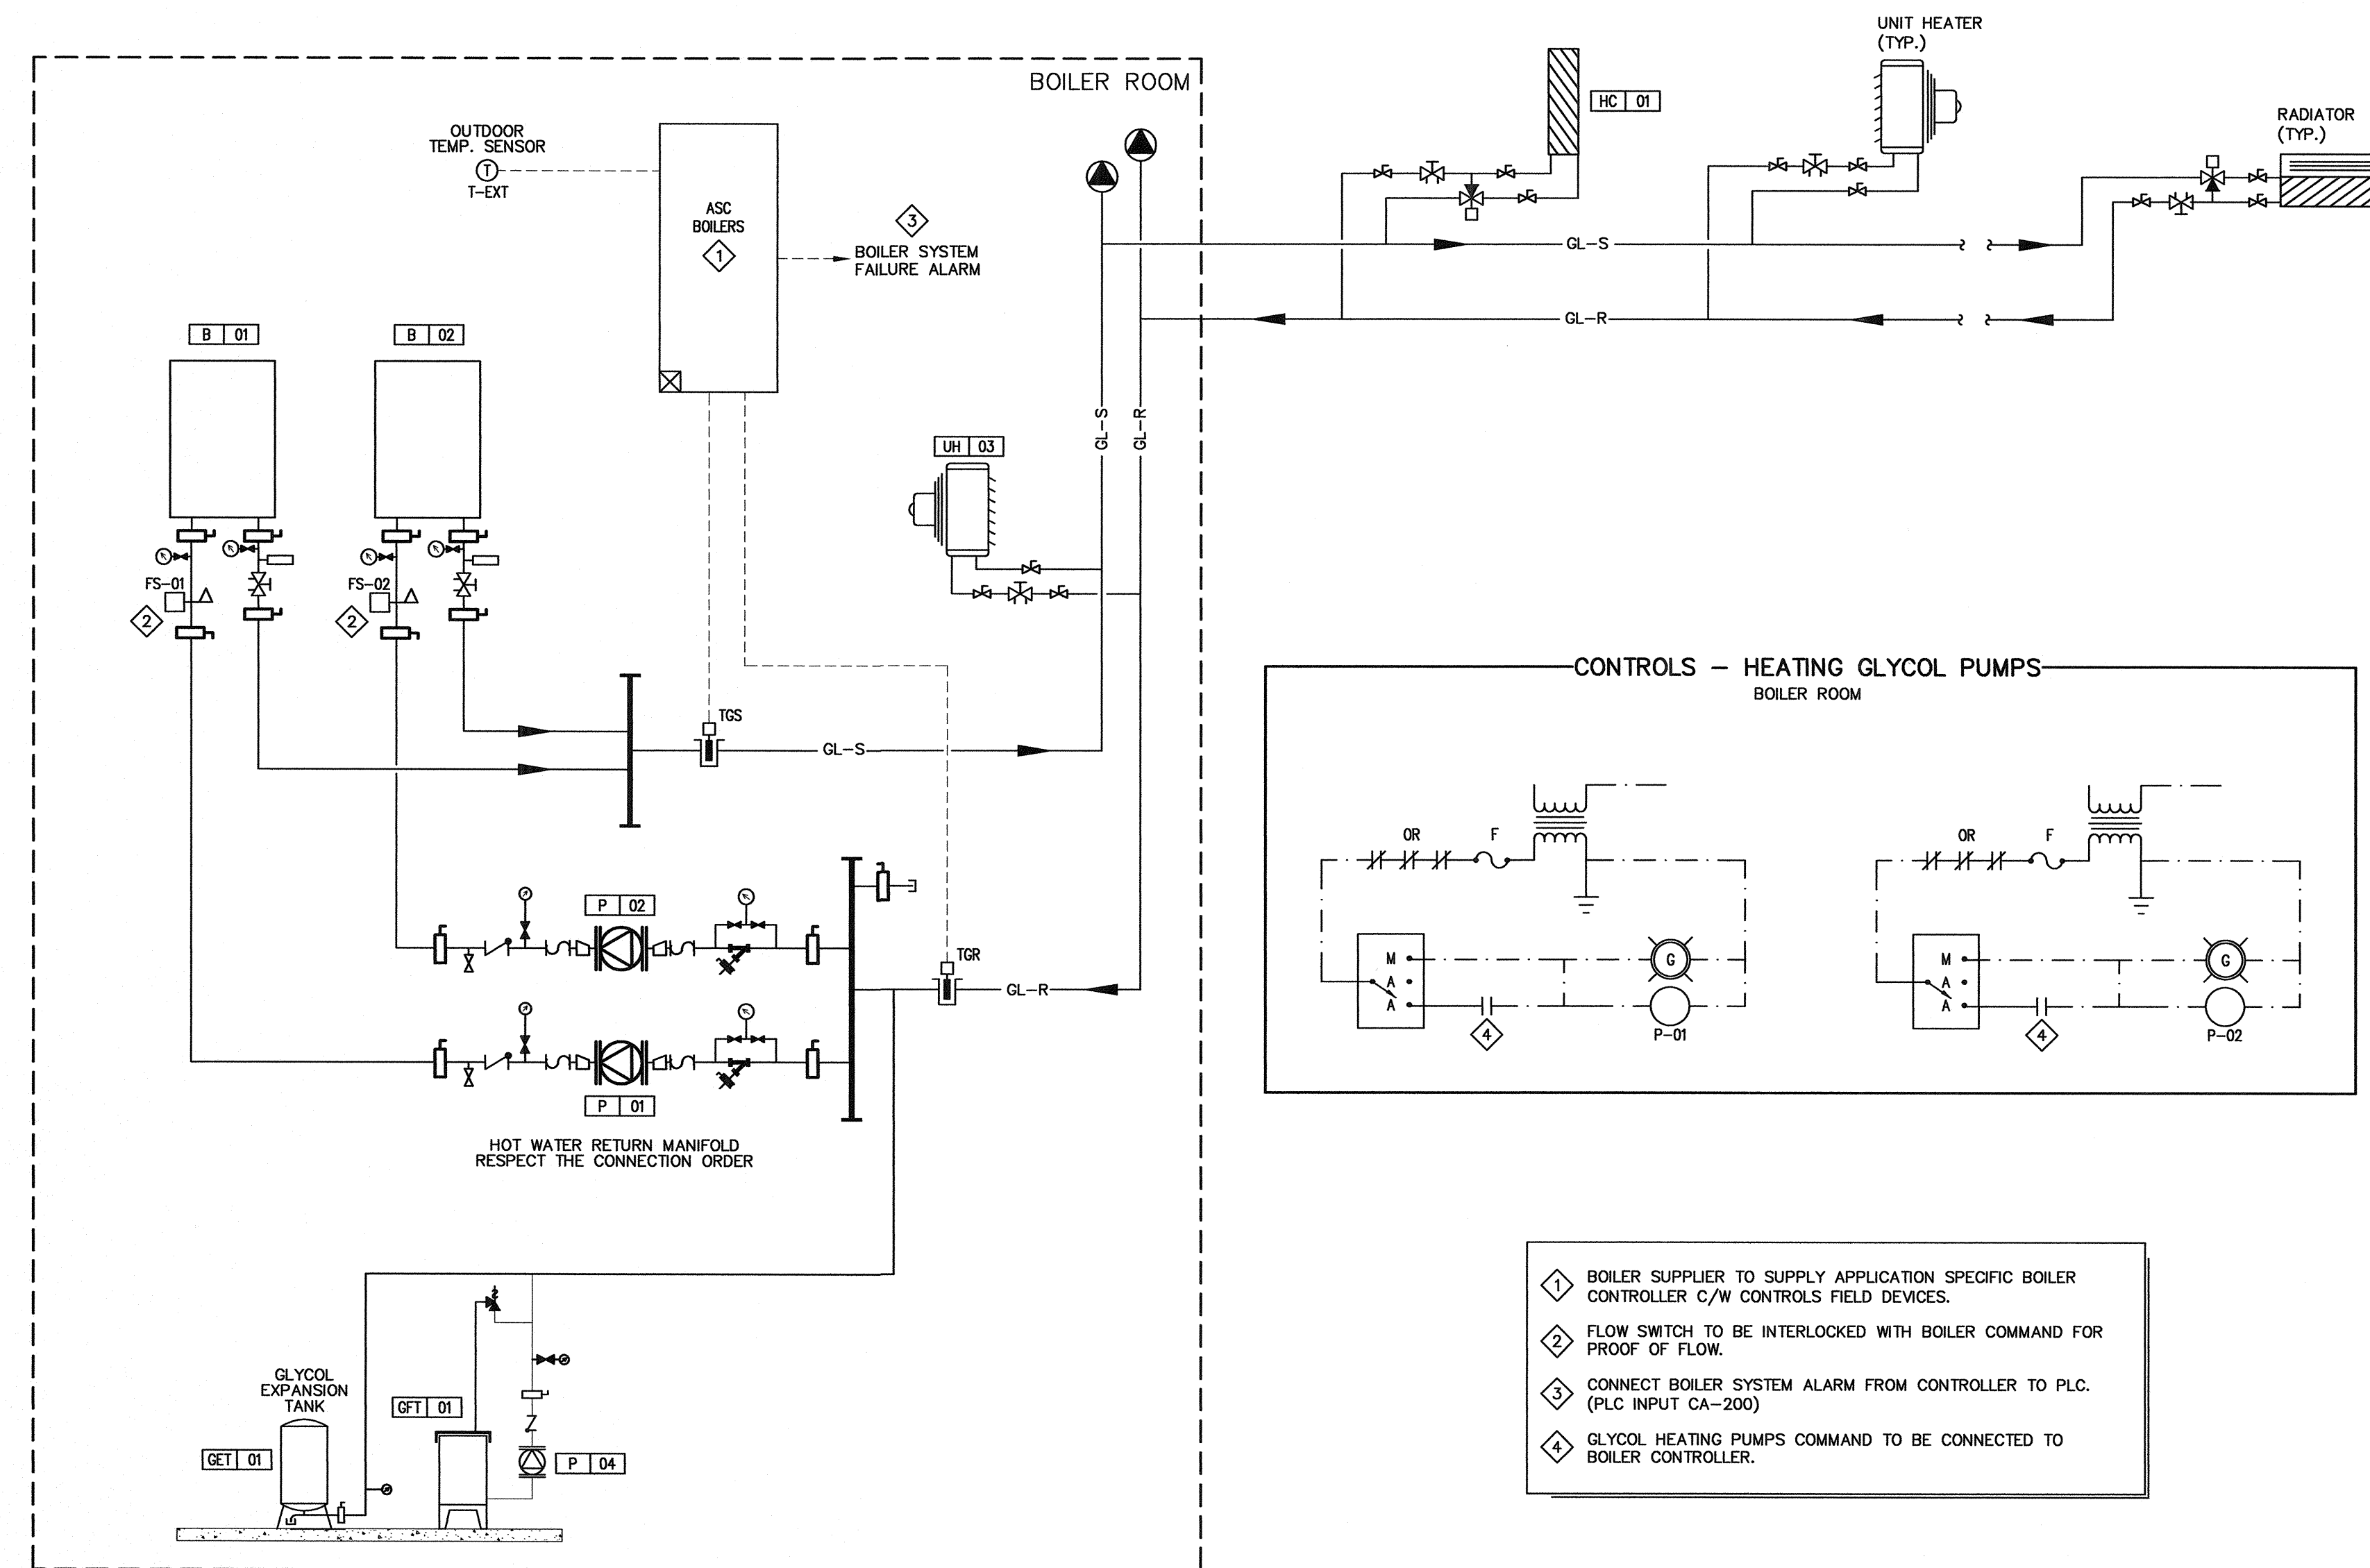 UNIT HEATER
(TYP.)
BOILER ROOM
HC 01
RADIATOR
(TYP.)
OUTDOOR
TEMP. SENSOR
T
T-EXT
ASC
BOILERS
1
3
BOILER SYSTEM
FAILURE ALARM
GL-S
GL-R
B 01
B 02
GL-S
GL-R
UH 03
FS-01
2
FS-02
2
TGS
GL-S
P 02
TGR
GL-R
P 01
HOT WATER RETURN MANIFOLD
RESPECT THE CONNECTION ORDER
GLYCOL
EXPANSION
TANK
GET 01
GFT 01
P 04
CONTROLS - HEATING GLYCOL PUMPS
BOILER ROOM
OR F
M
A
A
G
4
P-01
OR F
M
A
A
G
4
P-02
1 BOILER SUPPLIER TO SUPPLY APPLICATION SPECIFIC BOILER
CONTROLLER C/W CONTROLS FIELD DEVICES.
2 FLOW SWITCH TO BE INTERLOCKED WITH BOILER COMMAND FOR
PROOF OF FLOW.
3 CONNECT BOILER SYSTEM ALARM FROM CONTROLLER TO PLC.
(PLC INPUT CA-200)
4 GLYCOL HEATING PUMPS COMMAND TO BE CONNECTED TO
BOILER CONTROLLER.